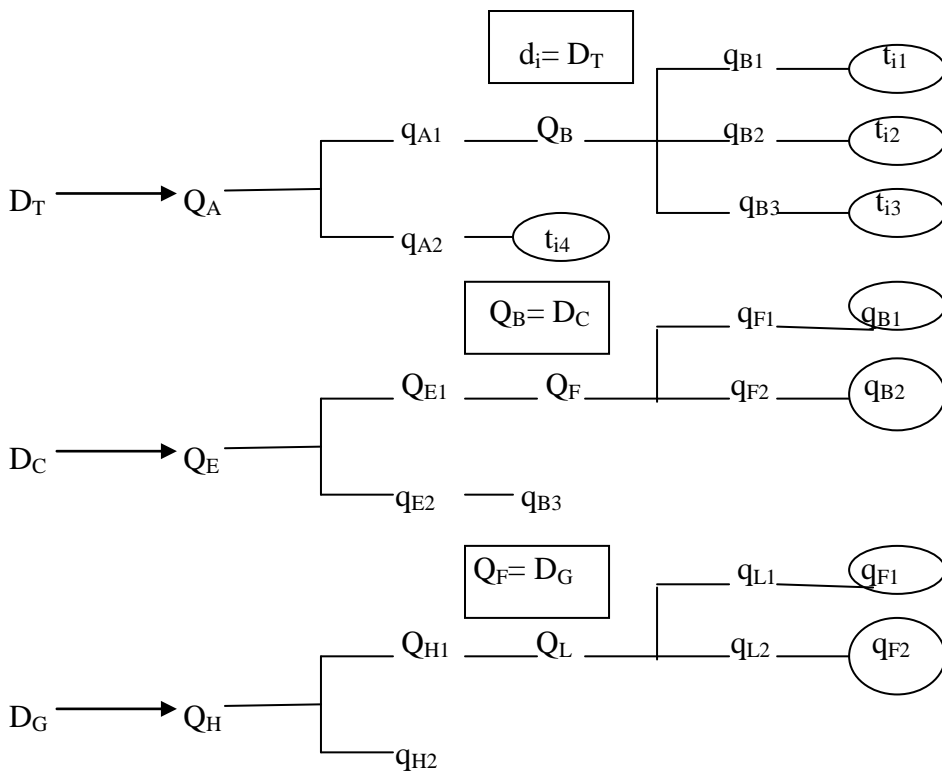 d_i= D_T
q_B1 t_i1
q_A1 Q_B q_B2 t_i2
D_T Q_A q_B3 t_i3
q_A2 t_i4
Q_B= D_C q_F1 q_B1
Q_E1 Q_F q_F2 q_B2
D_C Q_E
q_E2 q_B3
Q_F= D_G q_L1 q_F1
Q_H1 Q_L q_L2 q_F2
D_G Q_H
q_H2